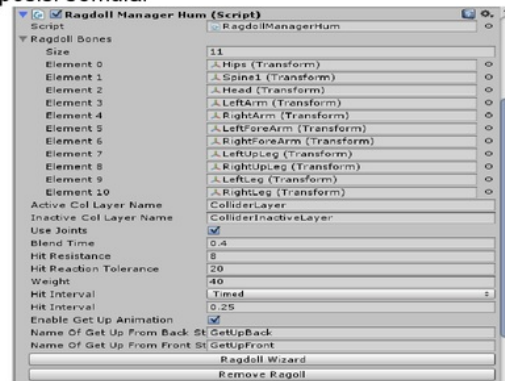 Ragdoll Manager Hum (Script)
Script RagdollManagerHum
Ragdoll Bones
Size 11
Element 0 Hips (Transform)
Element 1 Spine1 (Transform)
Element 2 Head (Transform)
Element 3 LeftArm (Transform)
Element 4 RightArm (Transform)
Element 5 LeftForeArm (Transform)
Element 6 RightForeArm (Transform)
Element 7 LeftUpLeg (Transform)
Element 8 RightUpLeg (Transform)
Element 9 LeftLeg (Transform)
Element 10 RightLeg (Transform)
Active Col Layer Name ColliderLayer
Inactive Col Layer Name ColliderInactiveLayer
Use Joints
Blend Time 0.4
Hit Resistance 8
Hit Reaction Tolerance 20
Weight 40
Hit Interval Timed
Hit Interval 0.25
Enable Get Up Animation
Name Of Get Up From Back St GetUpBack
Name Of Get Up From Front St GetUpFront
Ragdoll Wizard
Remove Ragoll